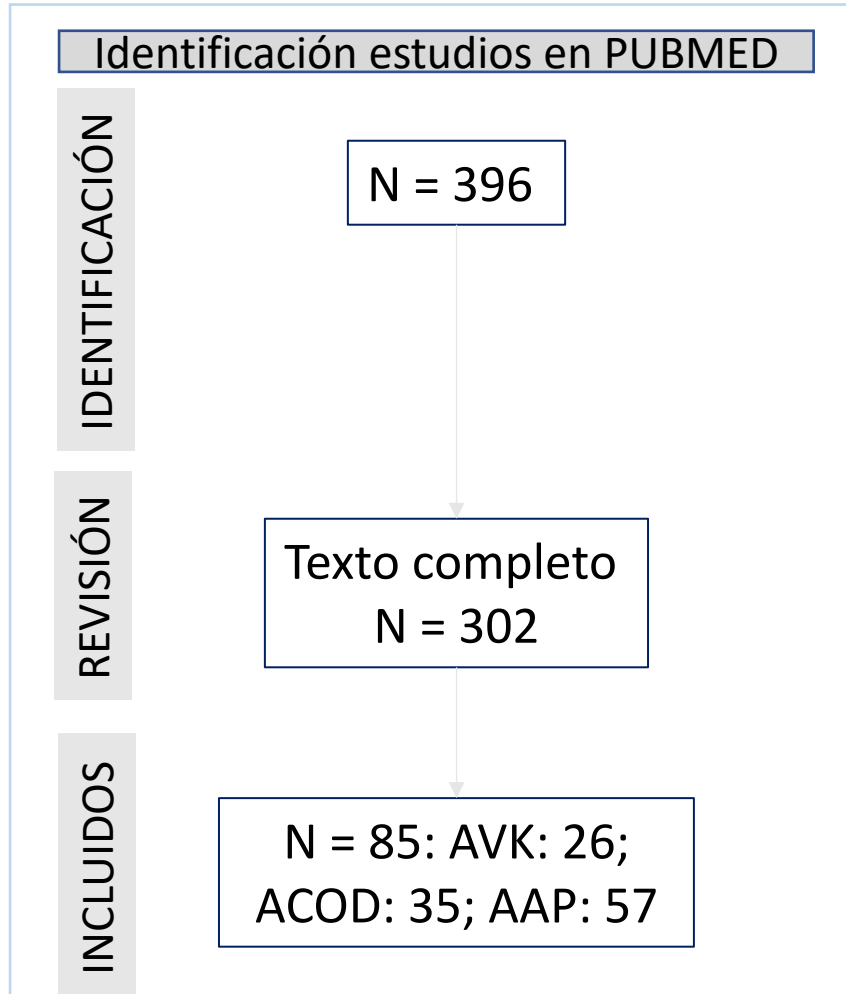 Identificación estudios en PUBMED
IDENTIFICACIÓN
N = 396
REVISIÓN
Texto completo
N = 302
INCLUIDOS
N = 85: AVK: 26;
ACOD: 35; AAP: 57